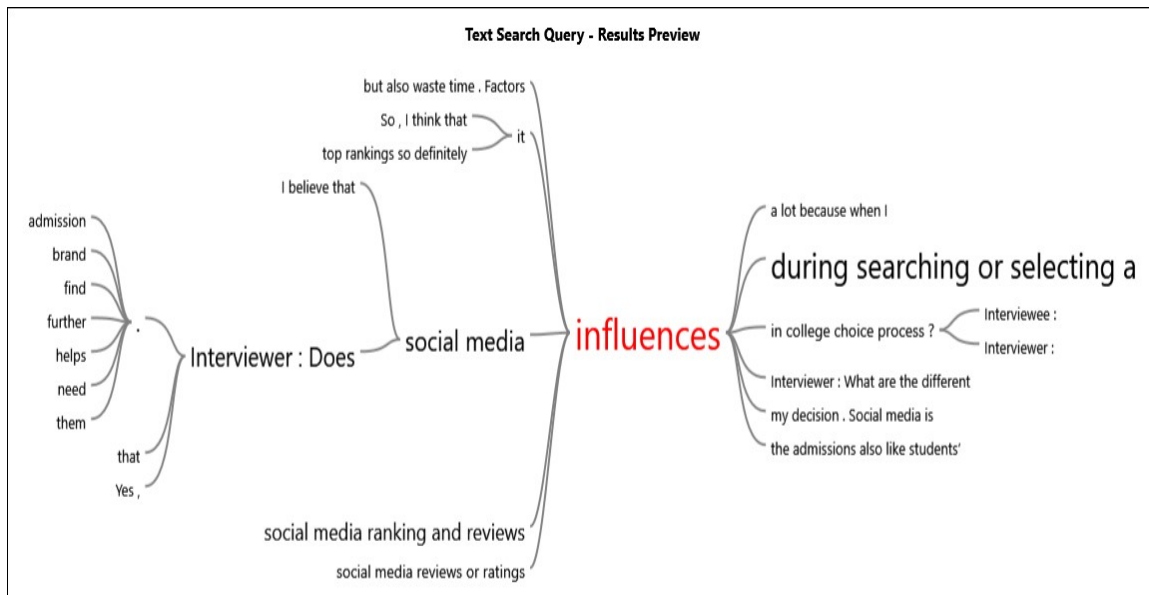 Text Search Query - Results Preview
but also waste time . Factors
So , I think that
it
top rankings so definitely
I believe that
admission
brand
find
further
helps
need
them
.
that
Yes ,
Interviewer : Does
social media
social media ranking and reviews
social media reviews or ratings
influences
a lot because when I
during searching or selecting a
in college choice process ?
Interviewee :
Interviewer :
Interviewer : What are the different
my decision . Social media is
the admissions also like students'